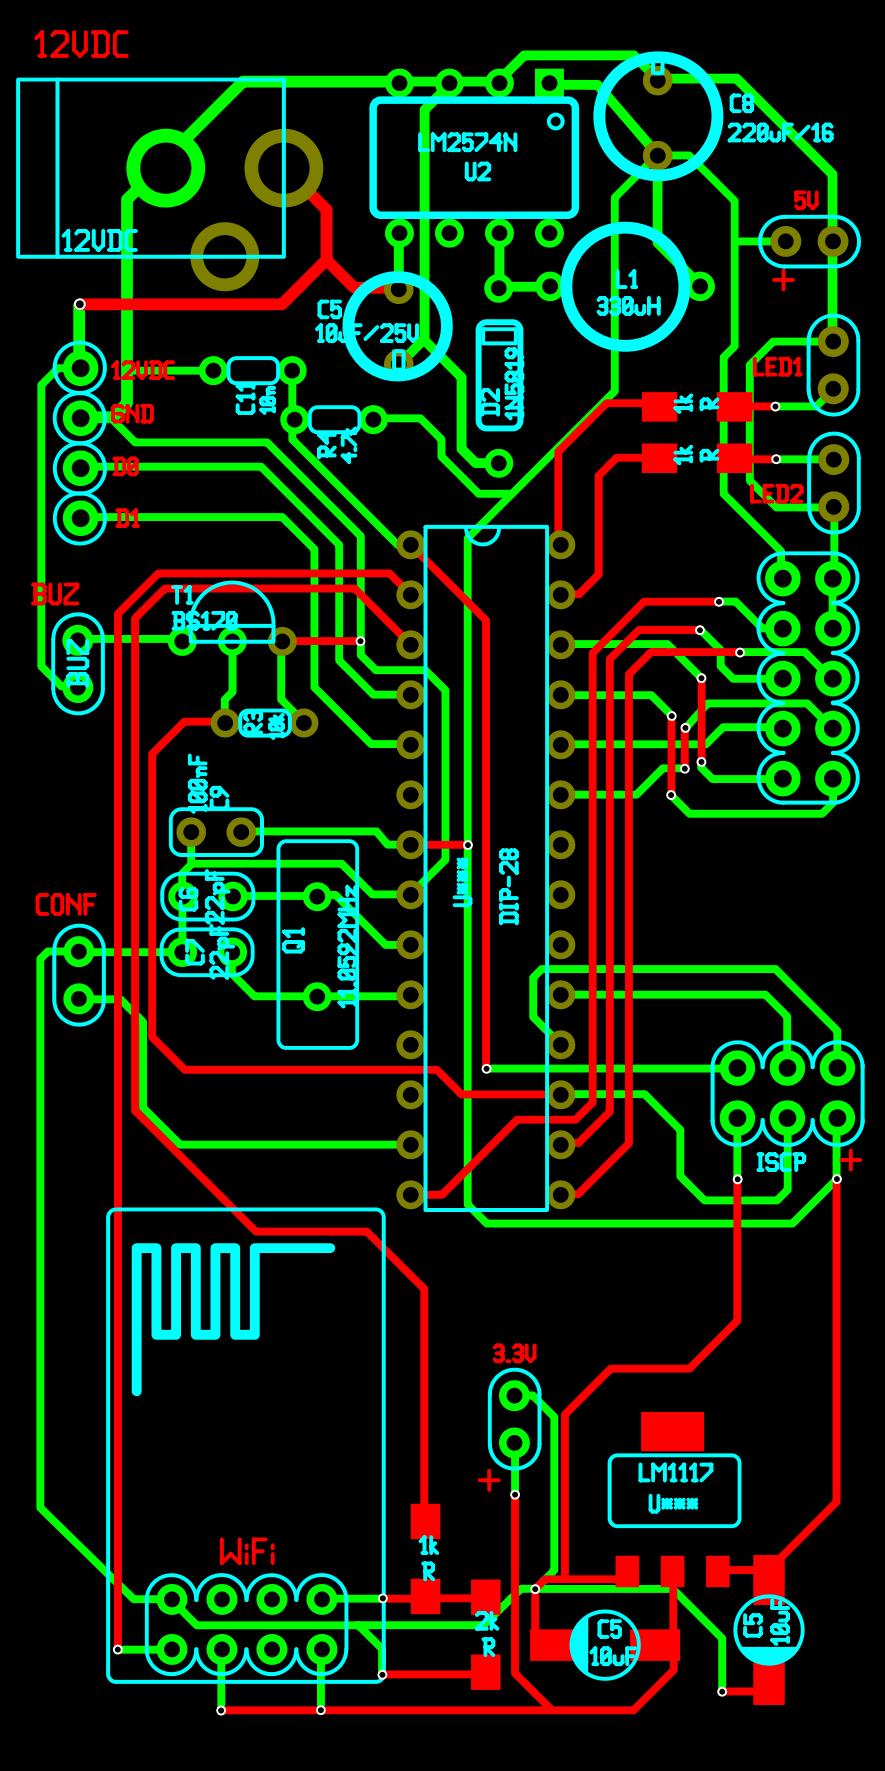 12VDC
C8
220uF/16
LM2574N
U2
5V
+
12VDC
L1
330uH
C5
10uF/25V
12VDC
C11
10n
D2
1N5819
LED1
1k
R
GND
R4
4.7k
1k
R
D0
LED2
D1
BUZ
T1
BS170
BUZ
R3
10k
100nF
C9
U***
DIP-28
CONF
C6
22pF
C7
22pF
Q1
11.0592MHz
ISCP
+
3.3V
+
LM1117
U***
WiFi
1k
R
2k
R
C5
10uF
C5
10uF